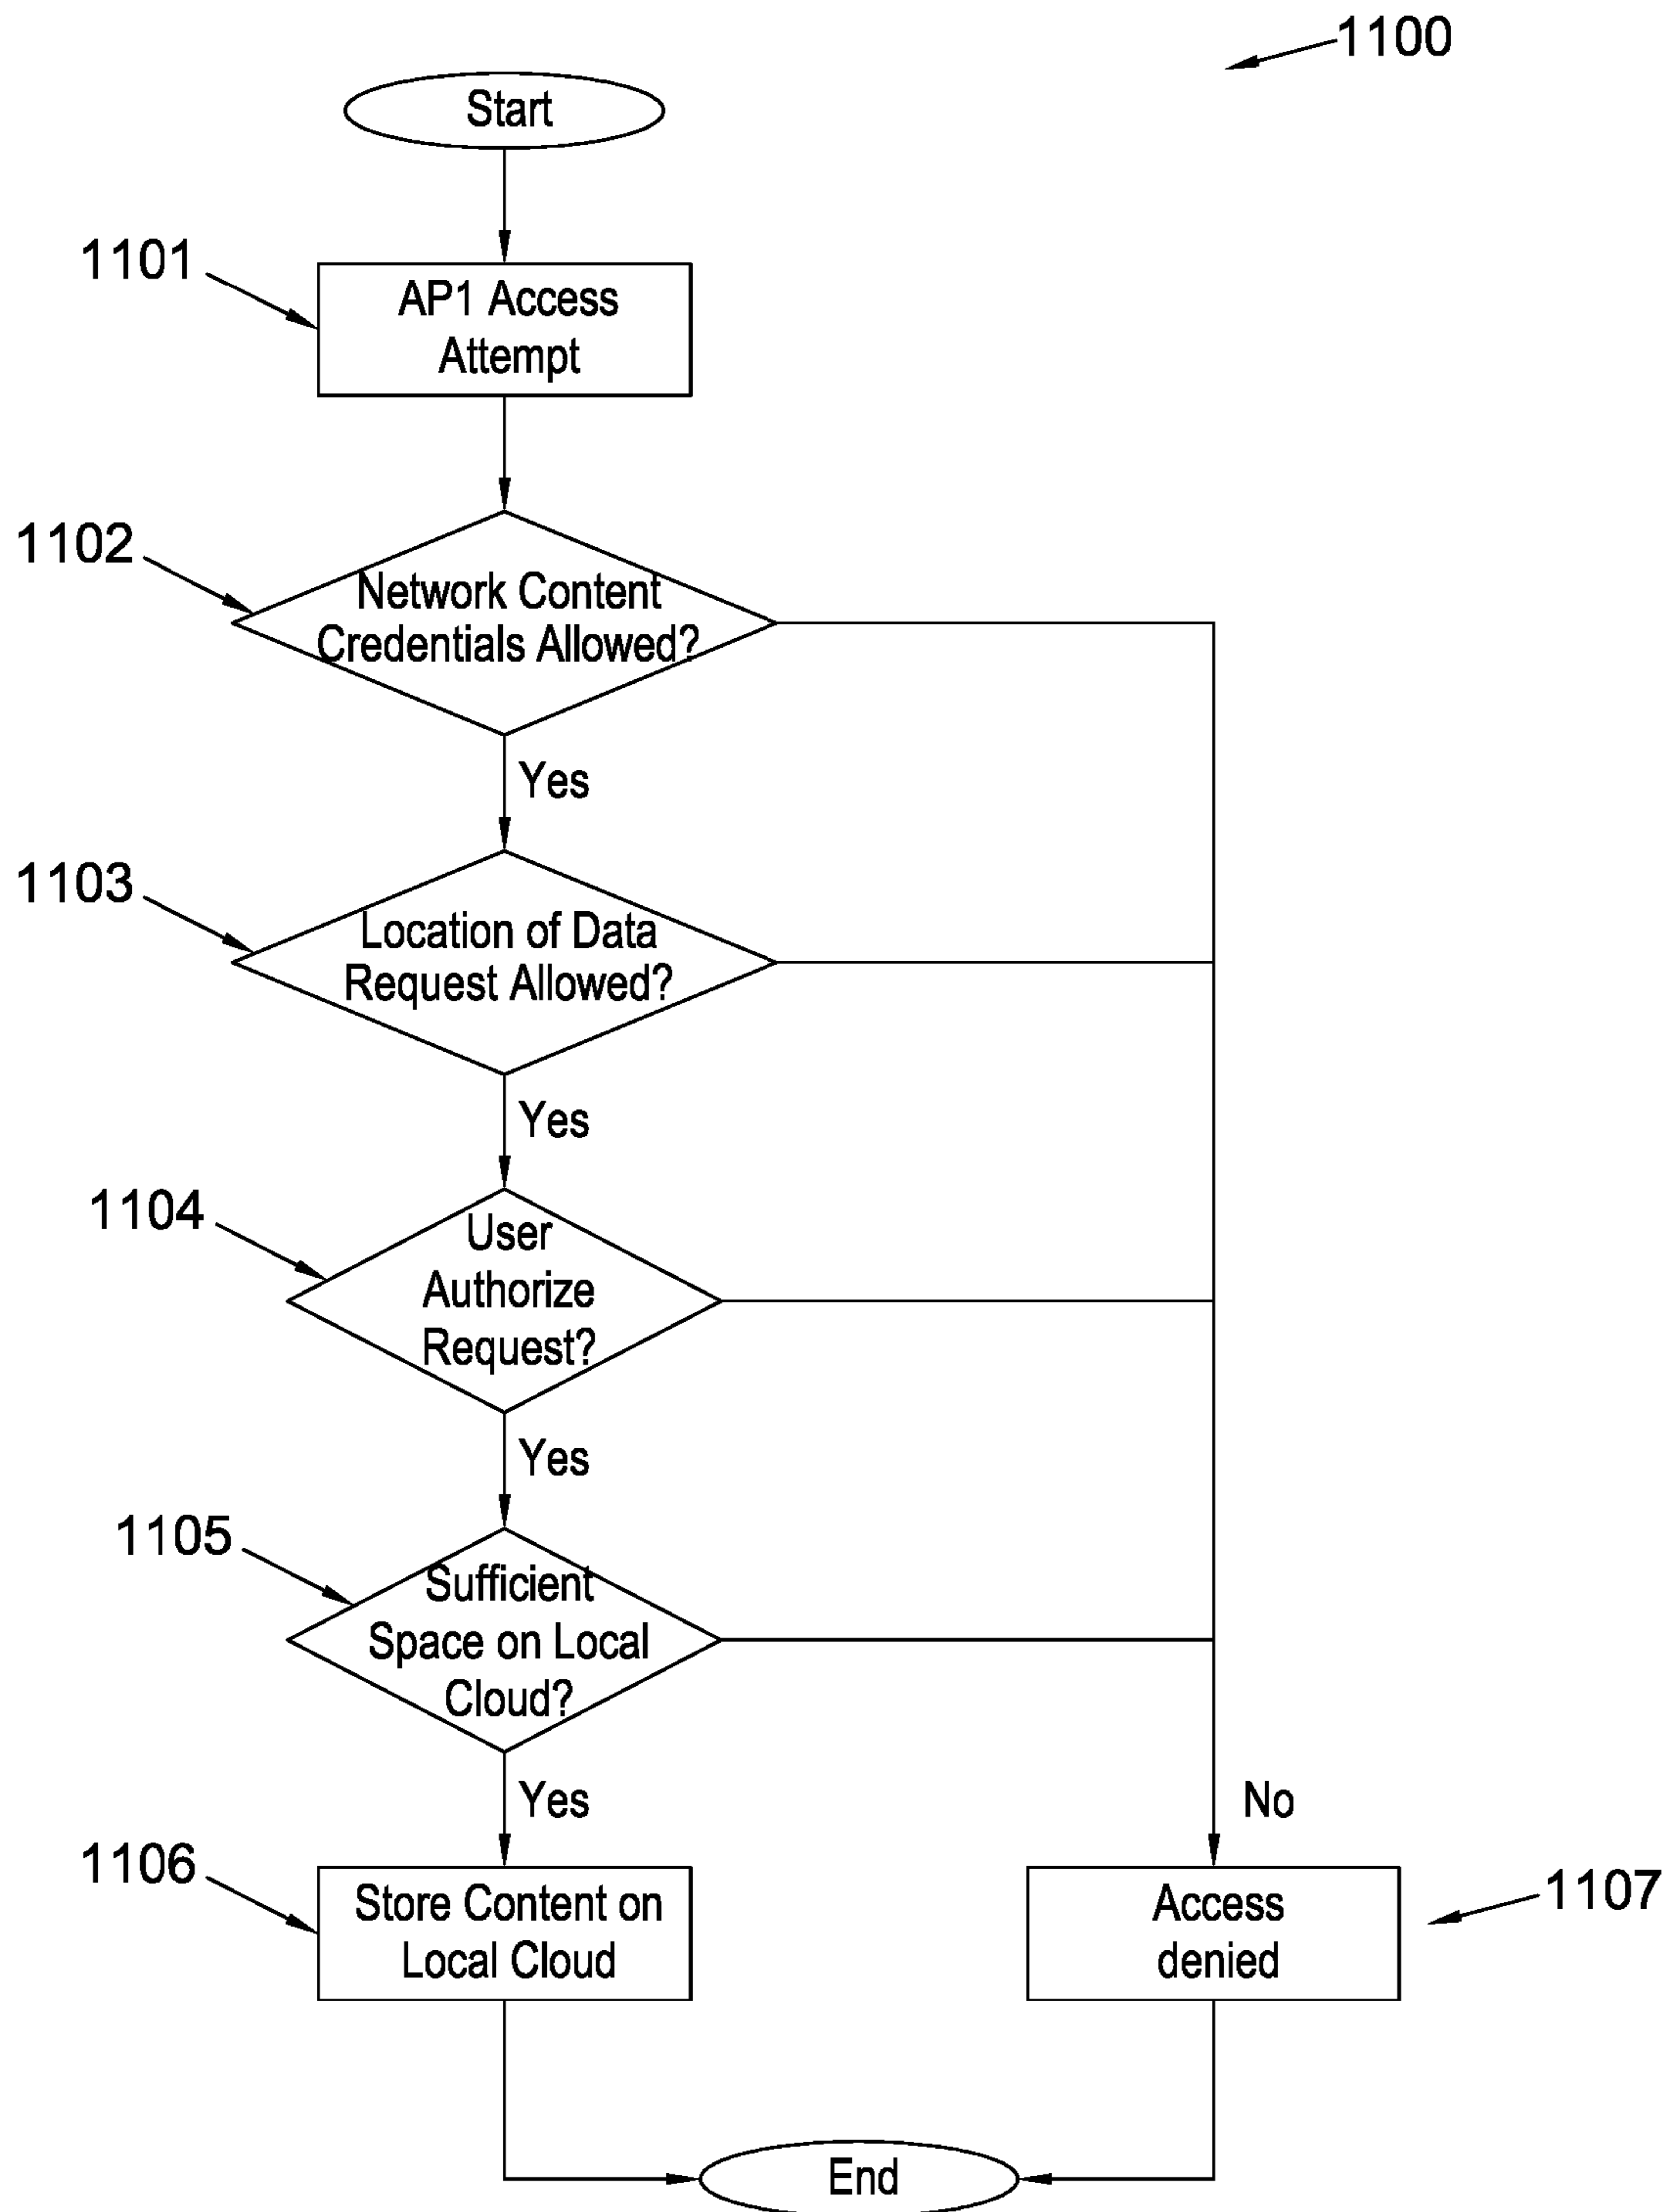 1100
Start
1101
AP1 Access
Attempt
1102
Network Content
Credentials Allowed?
Yes
1103
Location of Data
Request Allowed?
Yes
1104
User
Authorize
Request?
Yes
1105
Sufficient
Space on Local
Cloud?
Yes
No
1106
Store Content on
Local Cloud
Access
denied
1107
End